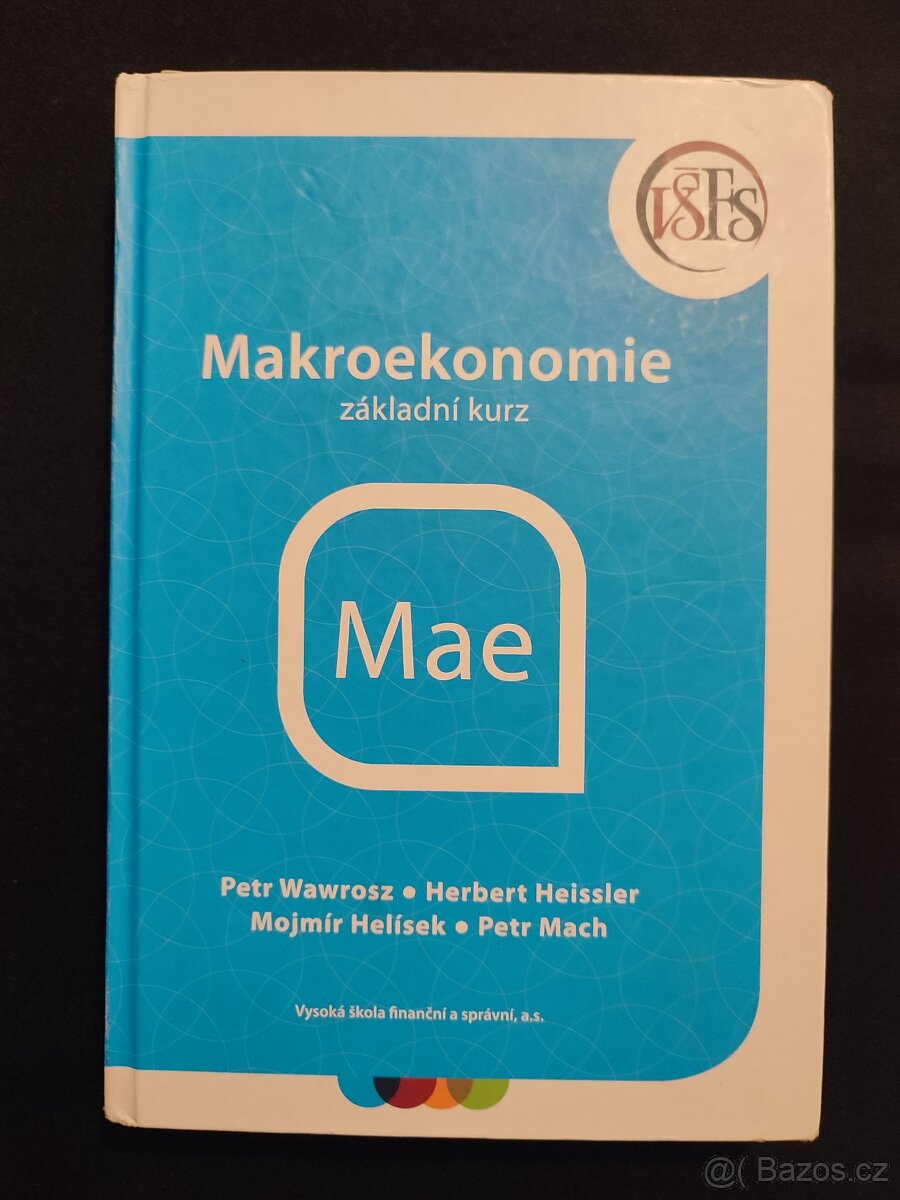 VŠFS
Makroekonomie
základní kurz
Mae
Petr Wawrosz • Herbert Heissler
Mojmír Helísek • Petr Mach
Vysoká škola finanční a správní, a.s.
@( Bazos.cz